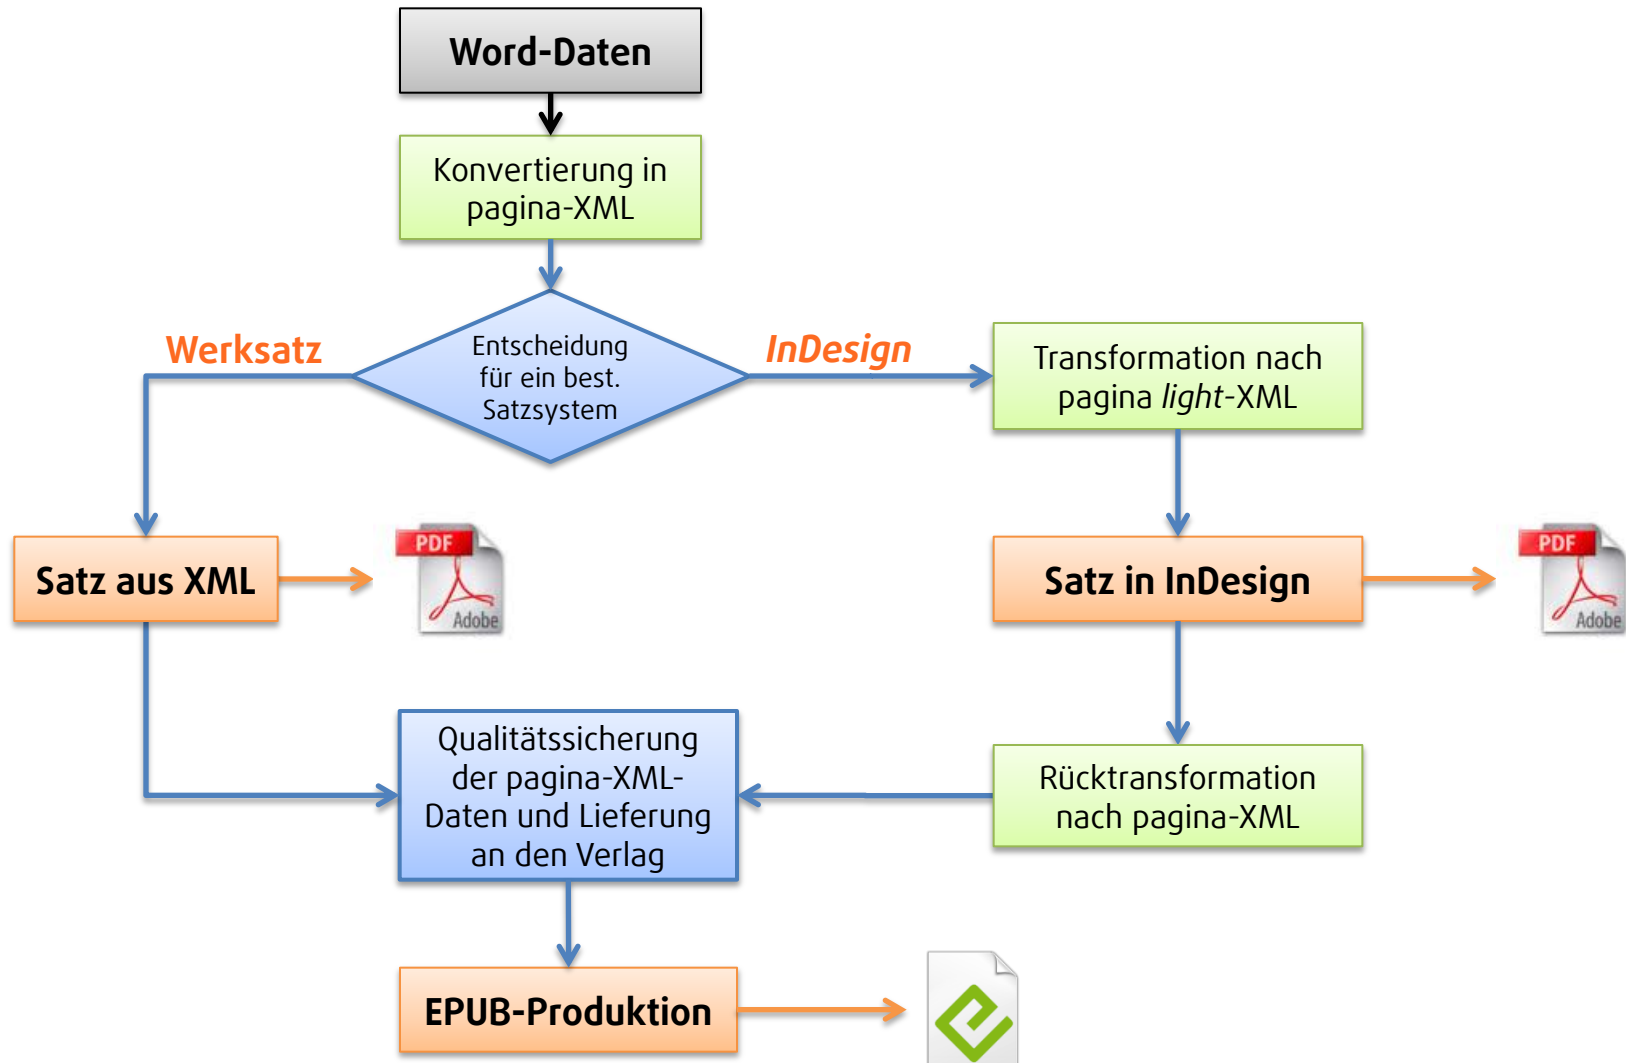 Word-Daten
Konvertierung in
pagina-XML
Werksatz
Entscheidung
für ein best.
Satzsystem
InDesign
Transformation nach
pagina light-XML
Satz aus XML
PDF
Adobe
Satz in InDesign
PDF
Adobe
Qualitätssicherung
der pagina-XML-
Daten und Lieferung
an den Verlag
Rücktransformation
nach pagina-XML
EPUB-Produktion